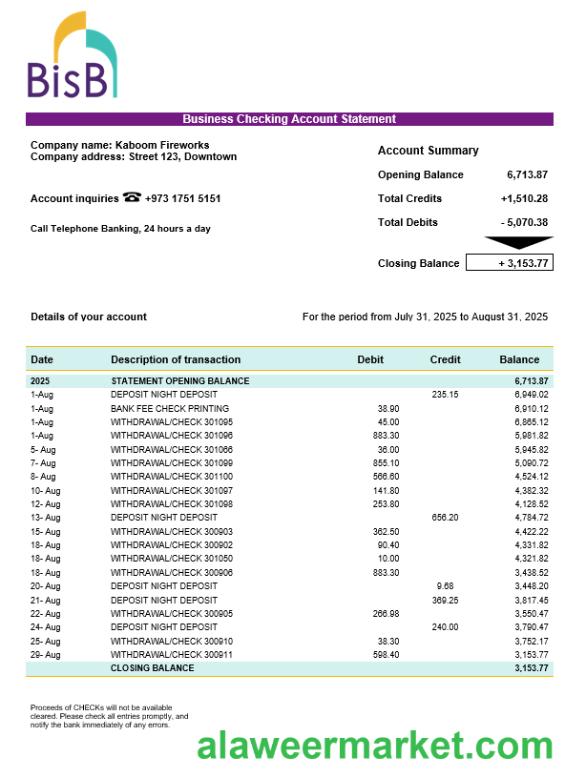 BisB
Business Checking Account Statement
Company name: Kaboom Fireworks
Company address: Street 123, Downtown
Account inquiries ☎ +973 1751 5151
Call Telephone Banking, 24 hours a day
Account Summary
Opening Balance 6,713.87
Total Credits +1,510.28
Total Debits - 5,070.38
Closing Balance + 3,153.77
Details of your account For the period from July 31, 2025 to August 31, 2025
Date Description of transaction Debit Credit Balance
2025 STATEMENT OPENING BALANCE 6,713.87
1-Aug DEPOSIT NIGHT DEPOSIT 235.15 6,949.02
1-Aug BANK FEE CHECK PRINTING 38.90 6,910.12
1-Aug WITHDRAWAL/CHECK 301095 45.00 6,865.12
1-Aug WITHDRAWAL/CHECK 301096 883.30 5,981.82
5- Aug WITHDRAWAL/CHECK 301066 36.00 5,945.82
7- Aug WITHDRAWAL/CHECK 301099 855.10 5,090.72
8- Aug WITHDRAWAL/CHECK 301100 566.60 4,524.12
10- Aug WITHDRAWAL/CHECK 301097 141.80 4,382.32
12- Aug WITHDRAWAL/CHECK 301098 253.80 4,128.52
13- Aug DEPOSIT NIGHT DEPOSIT 656.20 4,784.72
15- Aug WITHDRAWAL/CHECK 300903 362.50 4,422.22
18- Aug WITHDRAWAL/CHECK 300902 90.40 4,331.82
18- Aug WITHDRAWAL/CHECK 301050 10.00 4,321.82
18- Aug WITHDRAWAL/CHECK 300906 883.30 3,438.52
20- Aug DEPOSIT NIGHT DEPOSIT 9.68 3,448.20
21- Aug DEPOSIT NIGHT DEPOSIT 369.25 3,817.45
22- Aug WITHDRAWAL/CHECK 300905 266.98 3,550.47
24- Aug DEPOSIT NIGHT DEPOSIT 240.00 3,790.47
25- Aug WITHDRAWAL/CHECK 300910 38.30 3,752.17
29- Aug WITHDRAWAL/CHECK 300911 598.40 3,153.77
CLOSING BALANCE 3,153.77
Proceeds of CHECKs will not be available
cleared. Please check all entries promptly, and
notify the bank immediately of any errors.
alaweermarket.com